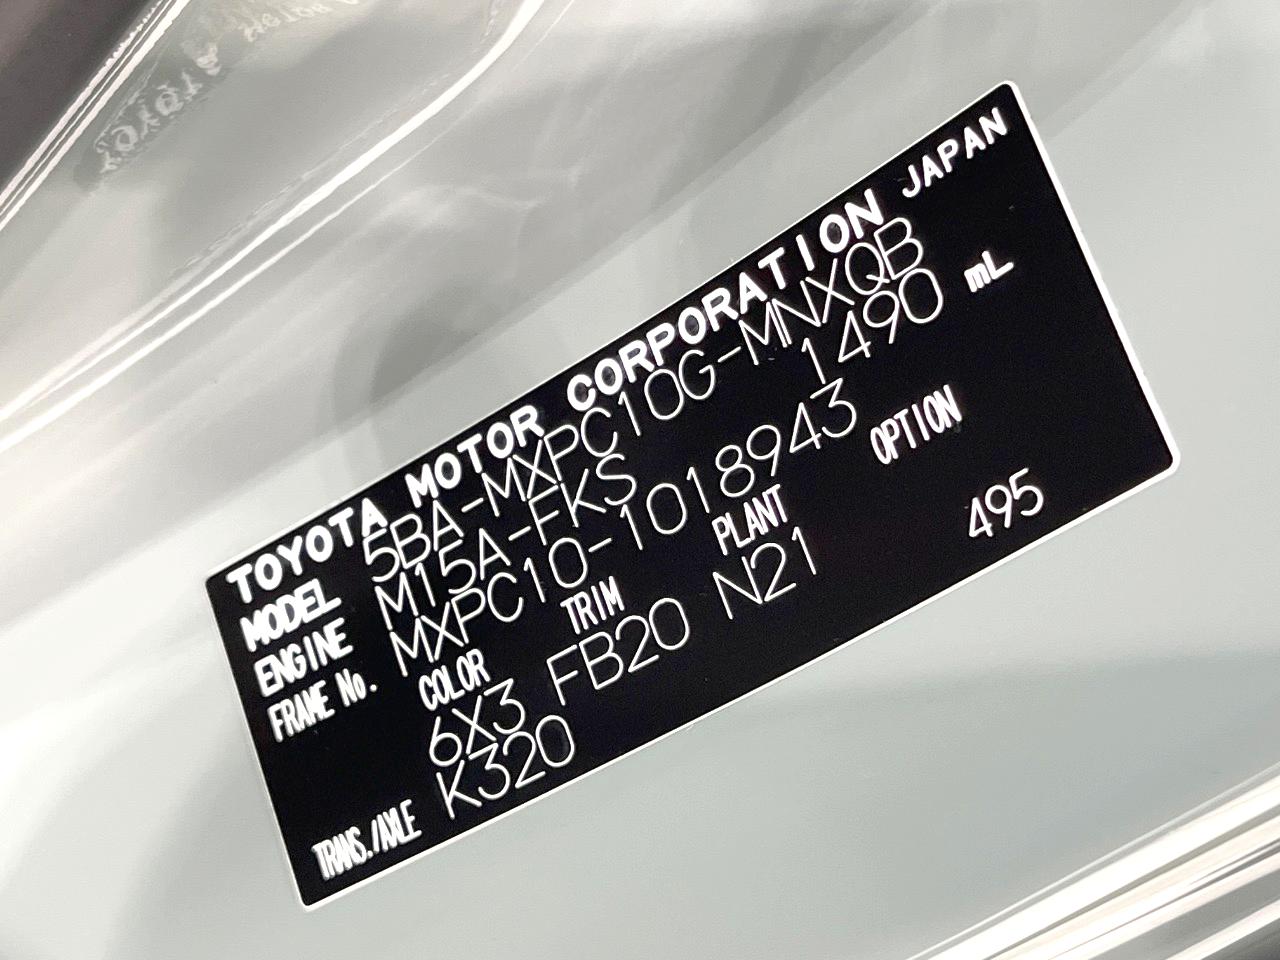 TOYOTA MOTOR CORPORATION JAPAN
MODEL 5BA-MXPC10G-MNXQB
ENGINE M15A-FKS 1490 mL
FRAME No. MXPC10-1018943
COLOR TRIM PLANT OPTION
6X3 FB20 N21 495
TRANS./AXLE K320